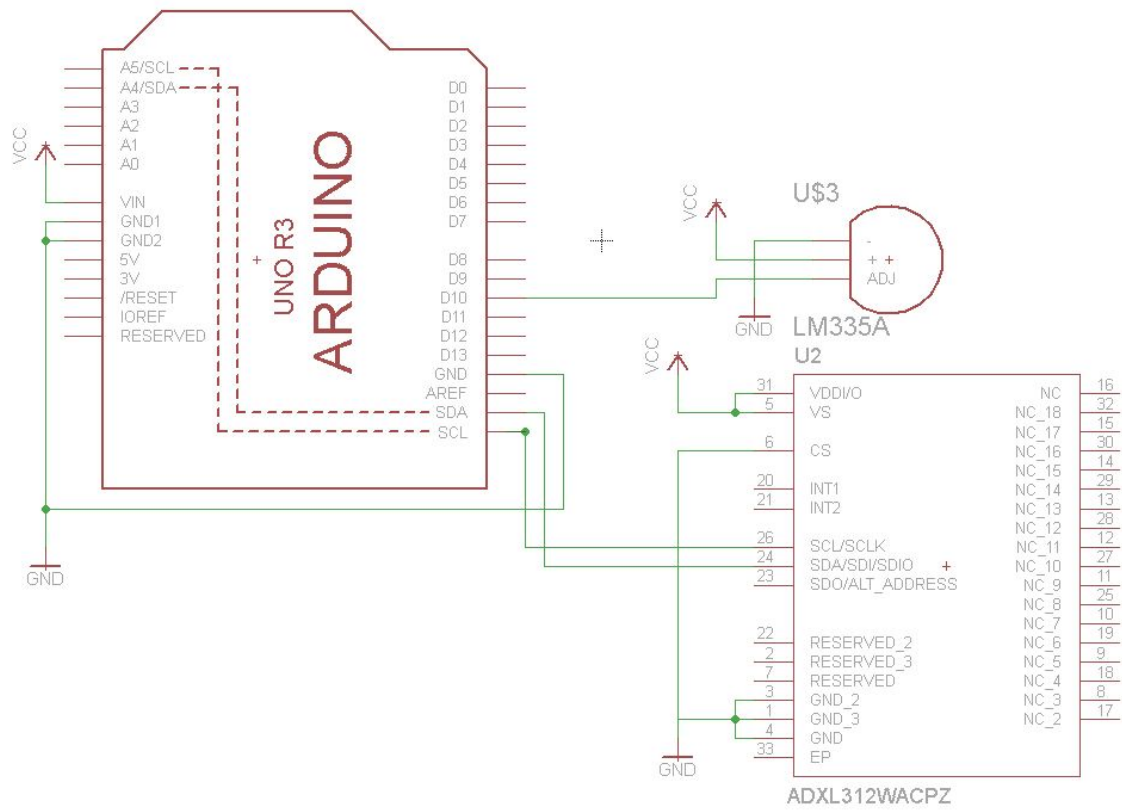 VCC
A5/SCL
A4/SDA
A3
A2
A1
A0
VIN
GND1
GND2
5V
3V
/RESET
IOREF
RESERVED
UNO R3
ARDUINO
D0
D1
D2
D3
D4
D5
D6
D7
D8
D9
D10
D11
D12
D13
GND
AREF
SDA
SCL
GND
VCC
U$3
-
+
ADJ
GND
LM335A
VCC
U2
31 VDDI/O
5 VS
6 CS
20 INT1
21 INT2
26 SCL/SCLK
24 SDA/SDI/SDIO
23 SDO/ALT_ADDRESS
22 RESERVED_2
2 RESERVED_3
7 RESERVED
3 GND_2
1 GND_3
4 GND
33 EP
NC 16
NC_18 32
NC_17 15
NC_16 30
NC_15 14
NC_14 29
NC_13 13
NC_12 28
NC_11 12
NC_10 27
NC_9 11
NC_8 25
NC_7 10
NC_6 19
NC_5 9
NC_4 18
NC_3 8
NC_2 17
GND
ADXL312WACPZ